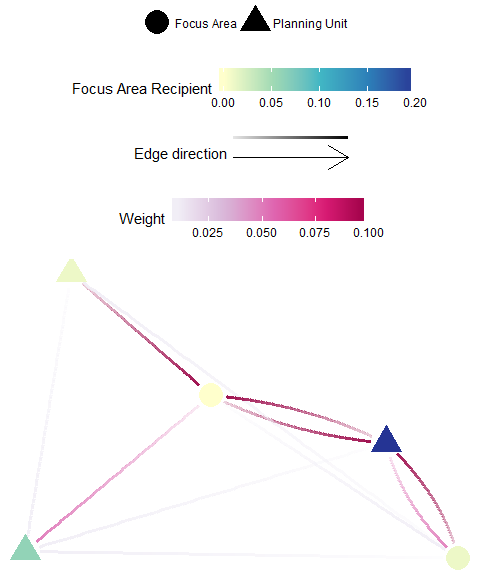 Focus Area Planning Unit
Focus Area Recipient
0.00 0.05 0.10 0.15 0.20
Edge direction
Weight
0.025 0.050 0.075 0.100